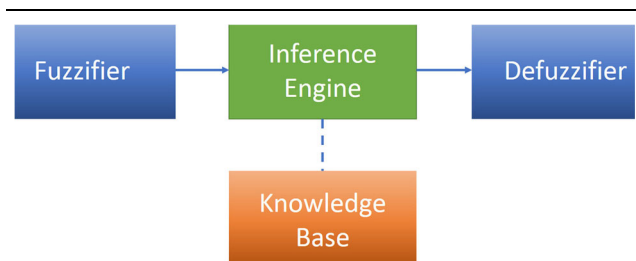 Fuzzifier
Inference
Engine
Defuzzifier
Knowledge
Base